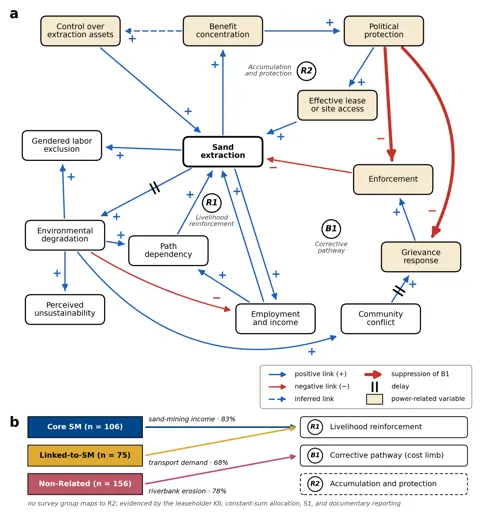 a
Control over
extraction assets
Benefit
concentration
Political
protection
+
+
+
+
+
Accumulation
and protection
R2
Effective lease
or site access
+
+
Gendered labor
exclusion
+
Sand
extraction
−
−
Enforcement
+
+
R1
Livelihood
reinforcement
+
+
−
Environmental
degradation
+
Path
dependency
B1
Corrective
pathway
+
Grievance
response
+
+
+
+
Perceived
unsustainability
−
Employment
and income
Community
conflict
+
positive link (+)
negative link (−)
inferred link
suppression of B1
delay
power-related variable
b
Core SM (n = 106)
sand-mining income · 83%
R1
Livelihood reinforcement
Linked-to-SM (n = 75)
transport demand · 68%
B1
Corrective pathway (cost limb)
Non-Related (n = 156)
riverbank erosion · 78%
R2
Accumulation and protection
no survey group maps to R2; evidenced by the leaseholder KII, constant-sum allocation, S1, and documentary reporting